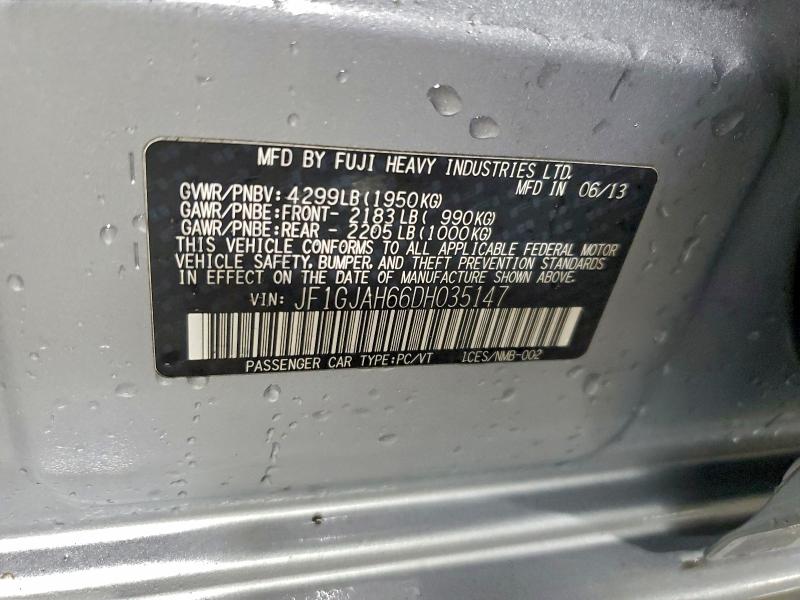 MFD BY FUJI HEAVY INDUSTRIES LTD.
MFD IN 06/13
GVWR/PNBV: 4299LB(1950KG)
GAWR/PNBE:FRONT- 2183LB( 990KG)
GAWR/PNBE:REAR - 2205LB(1000KG)
THIS VEHICLE CONFORMS TO ALL APPLICABLE FEDERAL MOTOR
VEHICLE SAFETY, BUMPER, AND THEFT PREVENTION STANDARDS
IN EFFECT ON THE DATE OF MANUFACTURE SHOWN ABOVE.
VIN: JF1GJAH66DH035147
PASSENGER CAR TYPE:PC/VT ICES/NMB-002